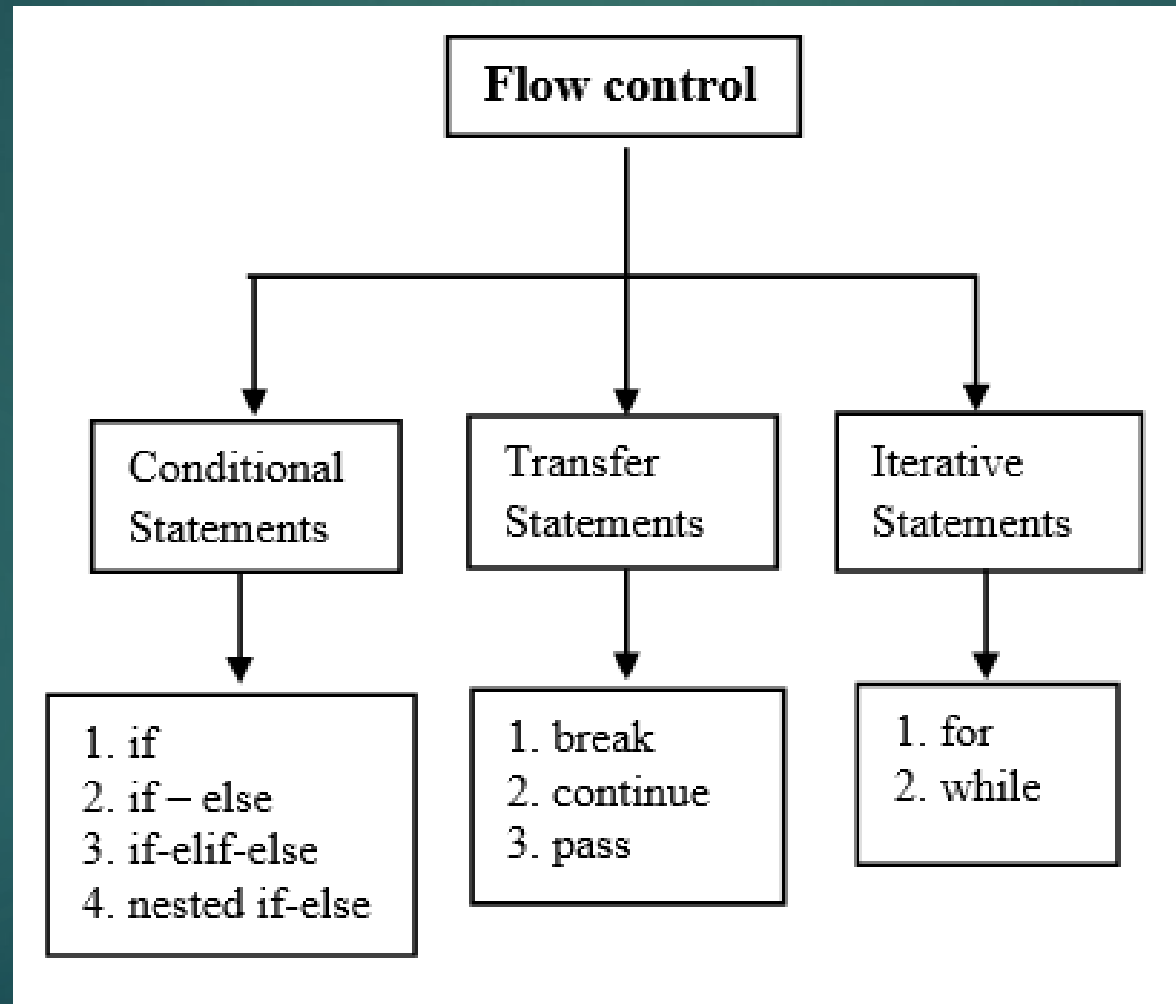 Flow control
Conditional
Statements
Transfer
Statements
Iterative
Statements
1. if
2. if – else
3. if-elif-else
4. nested if-else
1. break
2. continue
3. pass
1. for
2. while